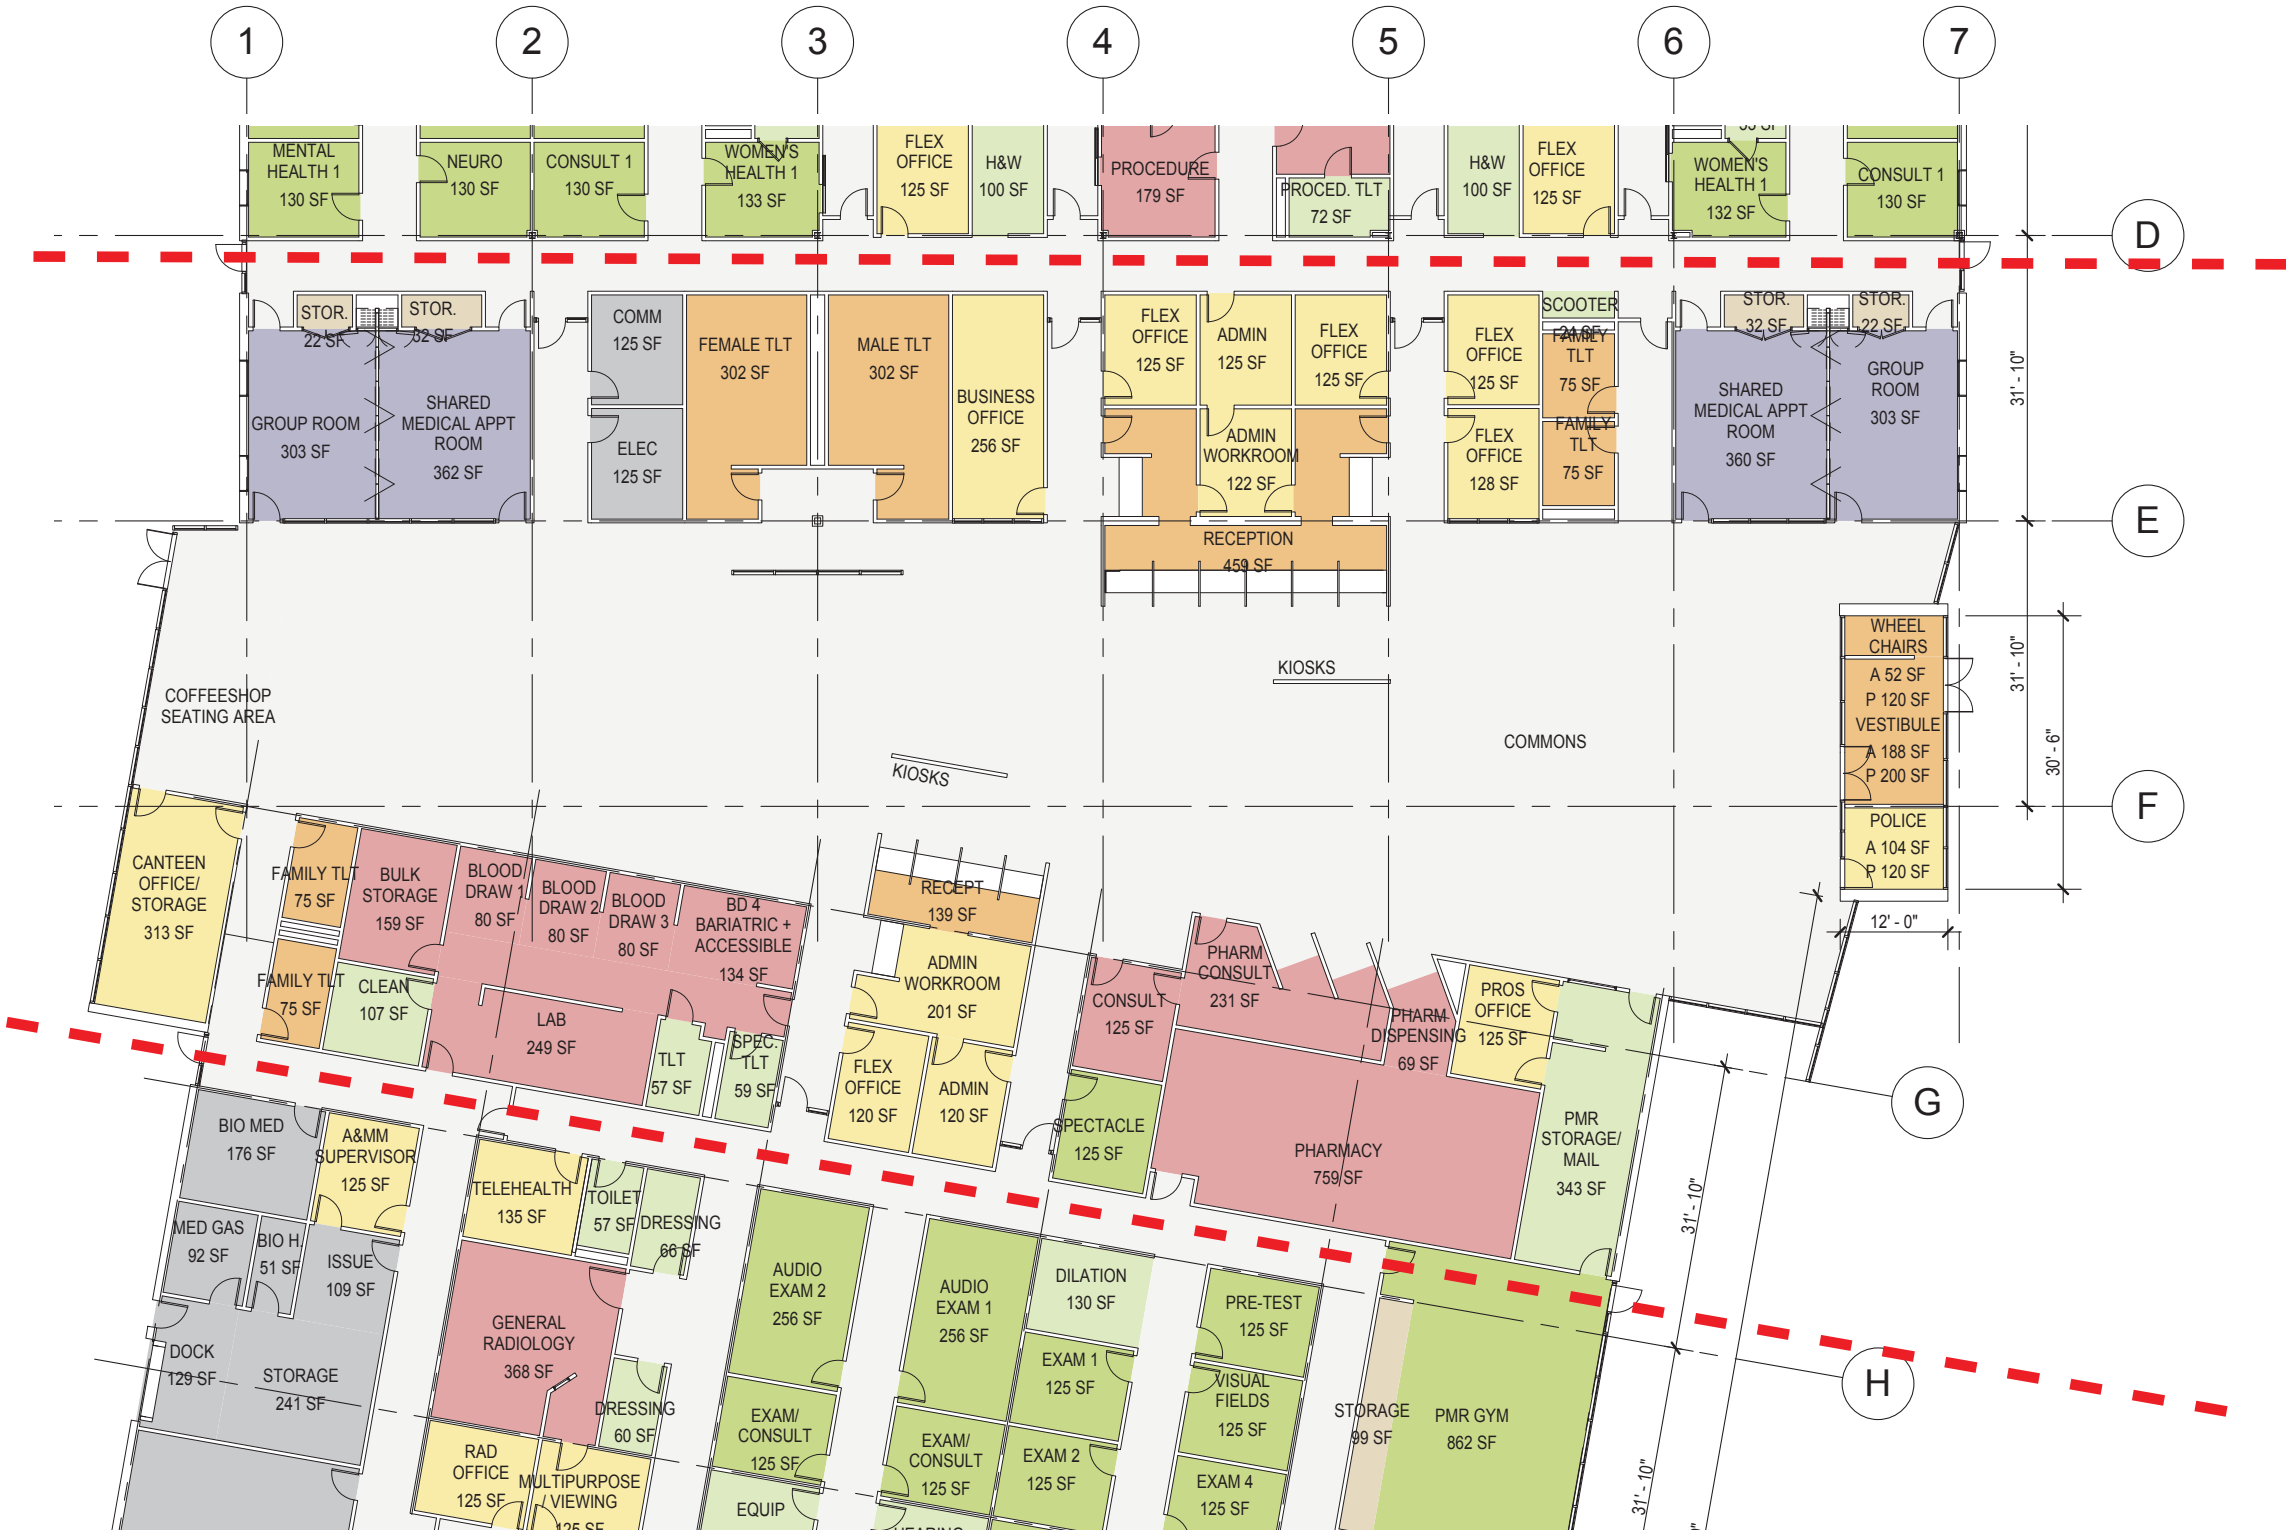 1
2
3
4
5
6
7
MENTAL
HEALTH 1
130 SF
NEURO
130 SF
CONSULT 1
130 SF
WOMEN'S
HEALTH 1
133 SF
FLEX
OFFICE
125 SF
H&W
100 SF
PROCEDURE
179 SF
PROCED. TLT
72 SF
H&W
100 SF
FLEX
OFFICE
125 SF
WOMEN'S
HEALTH 1
132 SF
CONSULT 1
130 SF
D
STOR.
22 SF
STOR.
32 SF
GROUP ROOM
303 SF
SHARED
MEDICAL APPT
ROOM
362 SF
COMM
125 SF
ELEC
125 SF
FEMALE TLT
302 SF
MALE TLT
302 SF
BUSINESS
OFFICE
256 SF
FLEX
OFFICE
125 SF
ADMIN
125 SF
FLEX
OFFICE
125 SF
ADMIN
WORKROOM
122 SF
RECEPTION
459 SF
FLEX
OFFICE
125 SF
FLEX
OFFICE
128 SF
SCOOTER
24 SF
FAMILY
TLT
75 SF
FAMILY
TLT
75 SF
STOR.
32 SF
STOR.
22 SF
SHARED
MEDICAL APPT
ROOM
360 SF
GROUP
ROOM
303 SF
31' - 10"
E
COFFEESHOP
SEATING AREA
KIOSKS
KIOSKS
COMMONS
WHEEL
CHAIRS
A 52 SF
P 120 SF
VESTIBULE
A 188 SF
P 200 SF
31' - 10"
30' - 6"
F
POLICE
A 104 SF
P 120 SF
12' - 0"
CANTEEN
OFFICE/
STORAGE
313 SF
FAMILY TLT
75 SF
FAMILY TLT
75 SF
BULK
STORAGE
159 SF
CLEAN
107 SF
BLOOD
DRAW 1
80 SF
BLOOD
DRAW 2
80 SF
BLOOD
DRAW 3
80 SF
BD 4
BARIATRIC +
ACCESSIBLE
134 SF
LAB
249 SF
TLT
57 SF
SPEC.
TLT
59 SF
RECEPT
139 SF
ADMIN
WORKROOM
201 SF
FLEX
OFFICE
120 SF
ADMIN
120 SF
CONSULT
125 SF
PHARM
CONSULT
231 SF
PHARM
DISPENSING
69 SF
PROS
OFFICE
125 SF
SPECTACLE
125 SF
PHARMACY
759 SF
PMR
STORAGE/
MAIL
343 SF
G
31' - 10"
BIO MED
176 SF
A&MM
SUPERVISOR
125 SF
MED GAS
92 SF
BIO H.
51 SF
ISSUE
109 SF
DOCK
129 SF
STORAGE
241 SF
TELEHEALTH
135 SF
TOILET
57 SF
DRESSING
66 SF
GENERAL
RADIOLOGY
368 SF
DRESSING
60 SF
RAD
OFFICE
125 SF
MULTIPURPOSE
/ VIEWING
125 SF
AUDIO
EXAM 2
256 SF
EXAM/
CONSULT
125 SF
EQUIP
AUDIO
EXAM 1
256 SF
EXAM/
CONSULT
125 SF
HEARING
DILATION
130 SF
EXAM 1
125 SF
EXAM 2
125 SF
PRE-TEST
125 SF
VISUAL
FIELDS
125 SF
EXAM 4
125 SF
STORAGE
99 SF
PMR GYM
862 SF
H
31' - 10"